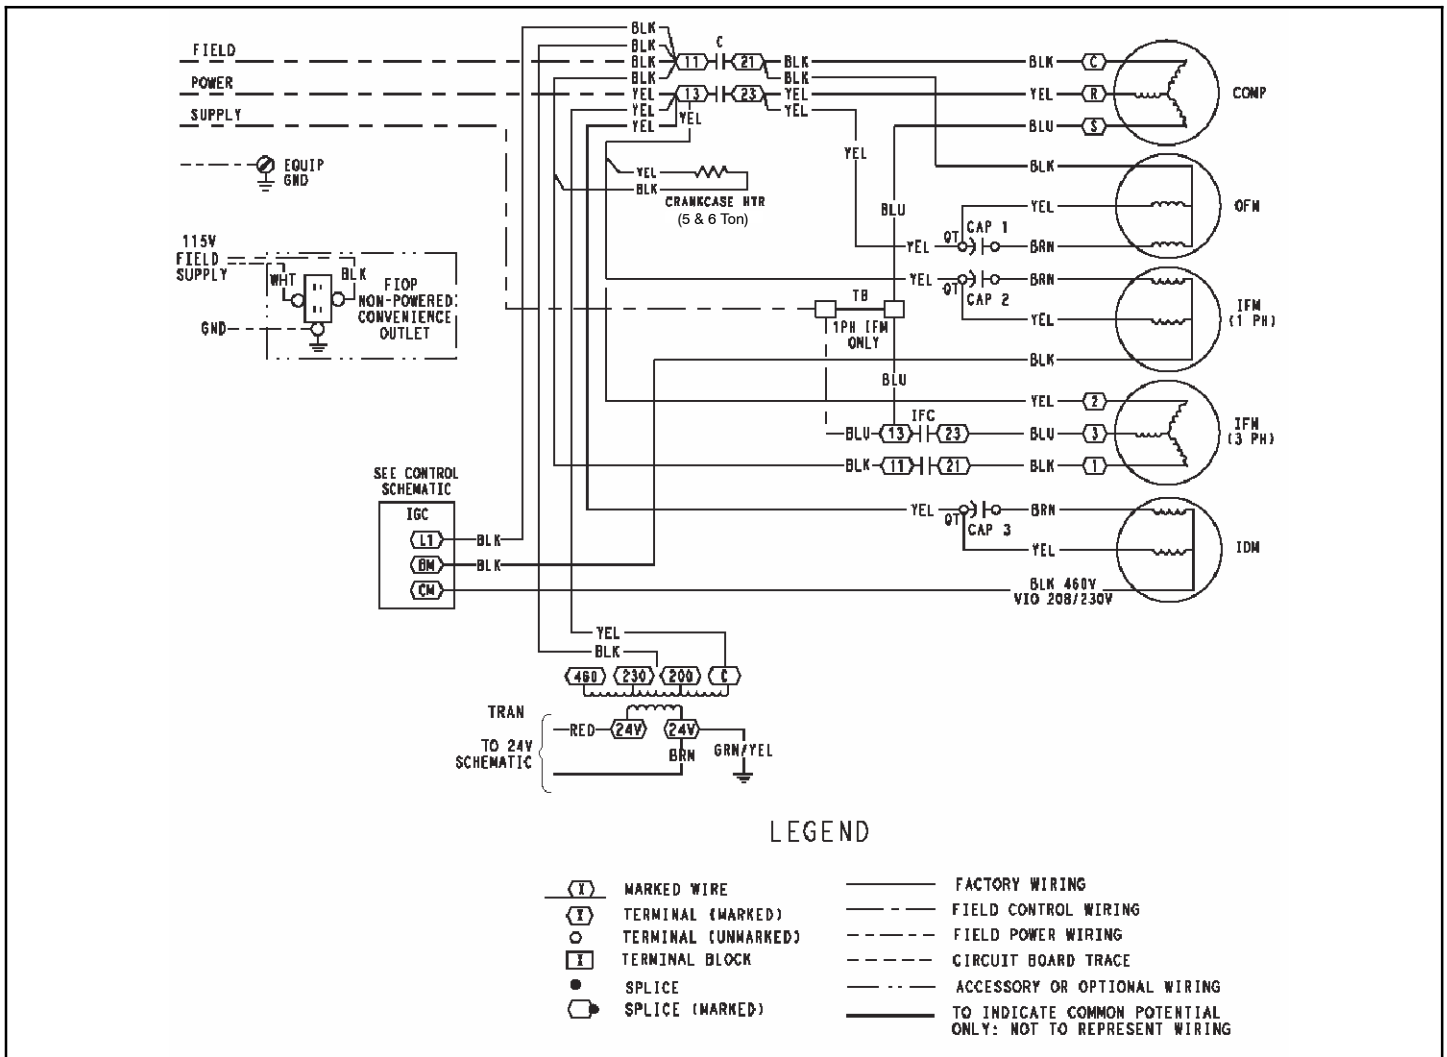 FIELD
POWER
SUPPLY
EQUIP
GND
115V
FIELD
SUPPLY
WHT
BLK
GND
FIOP
NON-POWERED
CONVENIENCE
OUTLET
BLK
BLK
BLK
BLK
YEL
YEL
YEL
11
C
21
13
23
YEL
BLK
BLK
YEL
YEL
YEL
BLK
CRANKCASE HTR
(5 & 6 Ton)
YEL
BLU
BLK
C
YEL
R
BLU
S
COMP
BLK
YEL
YEL
QT
CAP 1
BRN
OFM
YEL
QT
CAP 2
BRN
YEL
BLK
IFM
(1 PH)
TB
1PH IFM
ONLY
BLU
YEL
2
IFC
BLU
13
23
BLU
3
BLK
11
21
BLK
1
IFM
(3 PH)
SEE CONTROL
SCHEMATIC
IGC
L1
BLK
BM
BLK
CM
YEL
QT
CAP 3
BRN
YEL
BLK 460V
VIO 208/230V
IDM
YEL
BLK
460
230
200
C
TRAN
RED
24V
24V
BRN
GRN/YEL
TO 24V
SCHEMATIC
LEGEND
X MARKED WIRE
X TERMINAL (MARKED)
TERMINAL (UNMARKED)
X TERMINAL BLOCK
SPLICE
SPLICE (MARKED)
FACTORY WIRING
FIELD CONTROL WIRING
FIELD POWER WIRING
CIRCUIT BOARD TRACE
ACCESSORY OR OPTIONAL WIRING
TO INDICATE COMMON POTENTIAL
ONLY: NOT TO REPRESENT WIRING